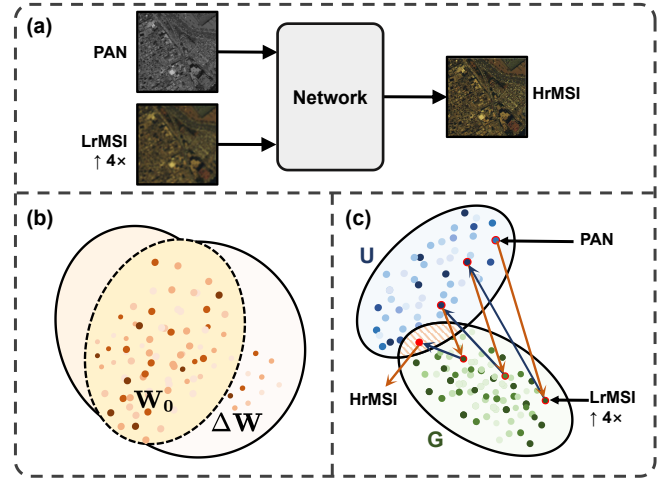 (a)
PAN
LrMSI
↑ 4×
Network
HrMSI
(b)
W₀
ΔW
(c)
U
PAN
HrMSI
LrMSI
↑ 4×
G